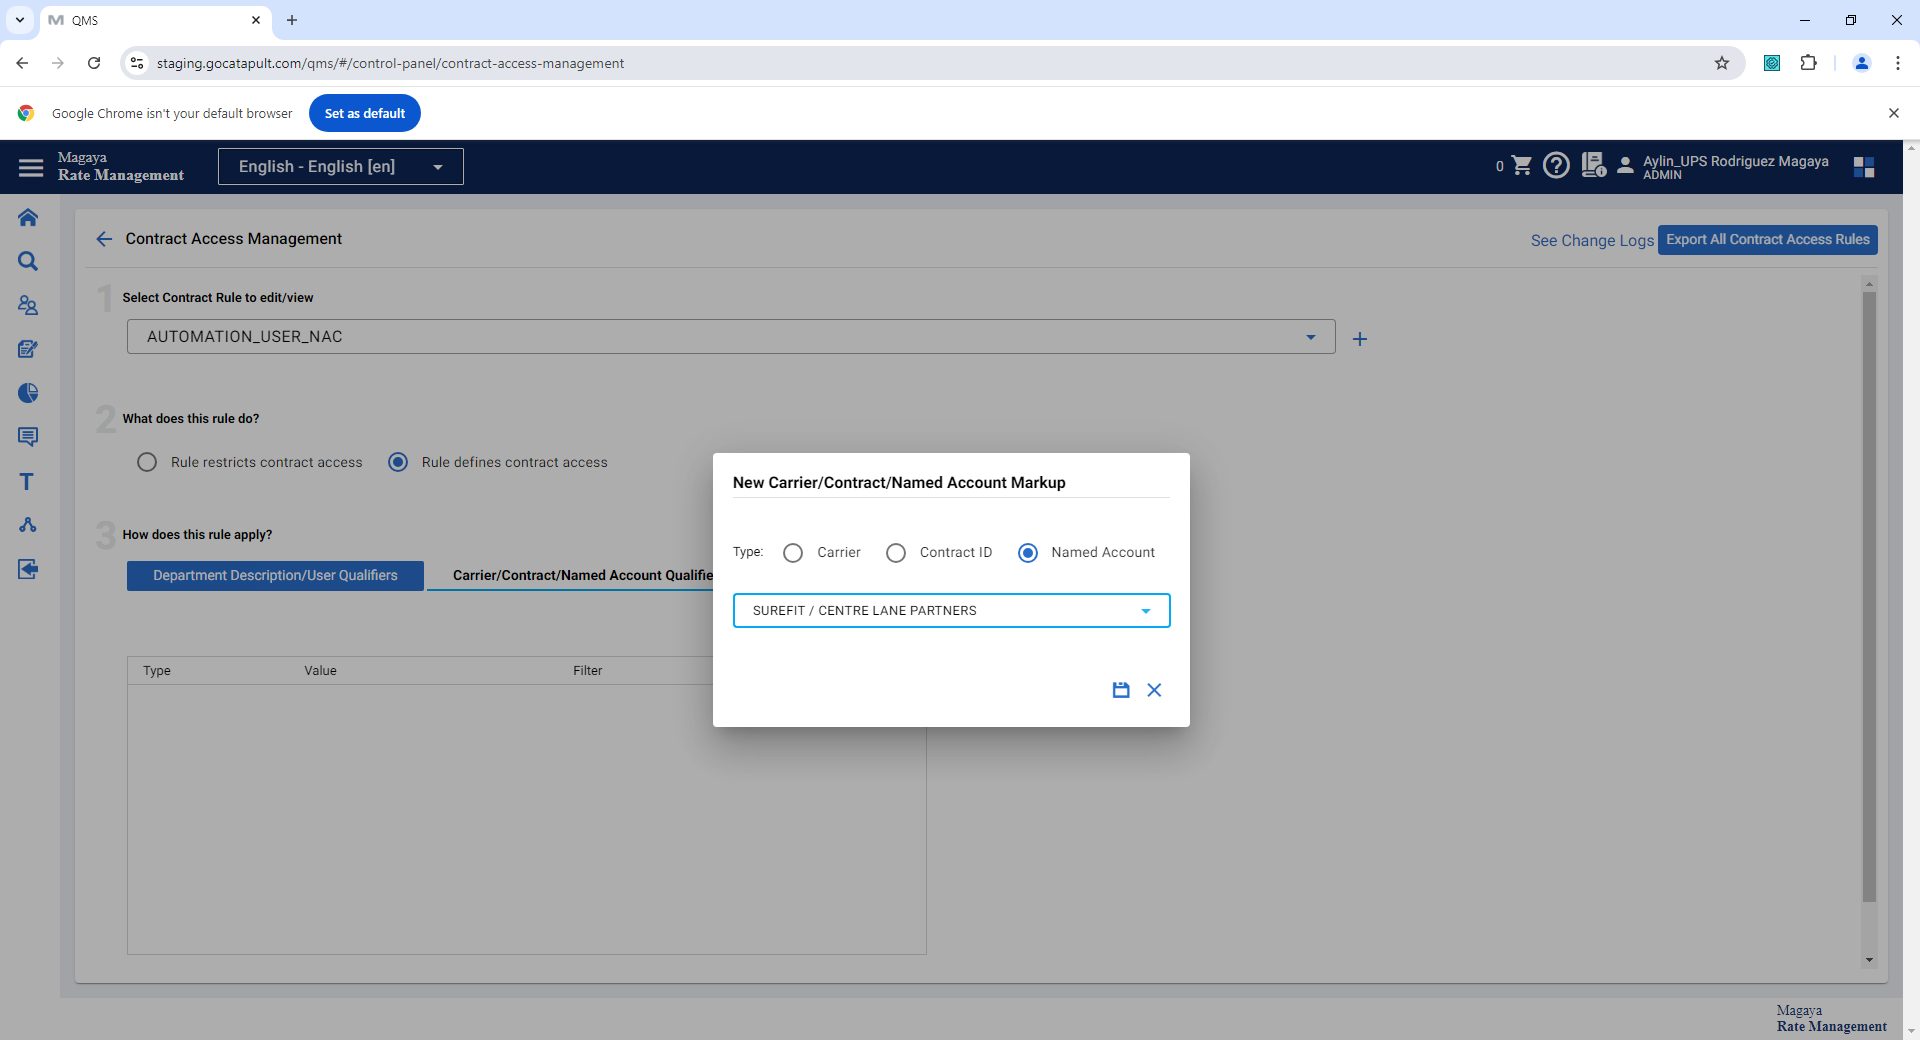 QMS
staging.gocatapult.com/qms/#/control-panel/contract-access-management
Google Chrome isn't your default browser
Set as default
Magaya
Rate Management
English - English [en]
0
Aylin_UPS Rodriguez Magaya
ADMIN
Contract Access Management
See Change Logs
Export All Contract Access Rules
1
Select Contract Rule to edit/view
AUTOMATION_USER_NAC
2
What does this rule do?
Rule restricts contract access
Rule defines contract access
3
How does this rule apply?
Department Description/User Qualifiers
Carrier/Contract/Named Account Qualifie
Type
Value
Filter
New Carrier/Contract/Named Account Markup
Type:
Carrier
Contract ID
Named Account
SUREFIT / CENTRE LANE PARTNERS
Magaya
Rate Management